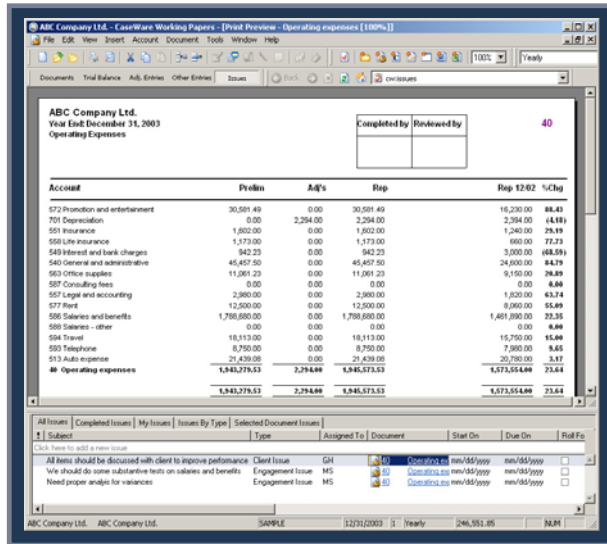 ABC Company Ltd. - CaseWare Working Papers - [Print Preview - Operating expenses [100%]]
File Edit View Insert Account Document Tools Window Help
100% Yearly
Documents Trial Balance Adj. Entries Other Entries Issues Back cw:issues
ABC Company Ltd.
Year End: December 31, 2003
Operating Expenses
Completed by Reviewed by
40
Account Prelim Adj's Rep Rep 12/02 %Chg
572 Promotion and entertainment 30,581.49 0.00 30,581.49 16,230.00 88.43
701 Depreciation 0.00 2,294.00 2,294.00 2,394.00 (4.18)
551 Insurance 1,602.00 0.00 1,602.00 1,240.00 29.19
558 Life insurance 1,173.00 0.00 1,173.00 660.00 77.73
549 Interest and bank charges 942.23 0.00 942.23 3,000.00 (68.59)
540 General and administrative 45,457.50 0.00 45,457.50 24,600.00 84.79
563 Office supplies 11,061.23 0.00 11,061.23 9,150.00 20.89
587 Consulting fees 0.00 0.00 0.00 0.00 0.00
557 Legal and accounting 2,980.00 0.00 2,980.00 1,820.00 63.74
577 Rent 12,500.00 0.00 12,500.00 8,060.00 55.09
586 Salaries and benefits 1,788,680.00 0.00 1,788,680.00 1,461,890.00 22.35
588 Salaries - other 0.00 0.00 0.00 0.00 0.00
594 Travel 18,113.00 0.00 18,113.00 15,750.00 15.00
593 Telephone 8,750.00 0.00 8,750.00 7,980.00 9.65
513 Auto expense 21,439.08 0.00 21,439.08 20,780.00 3.17
40 Operating expenses 1,943,279.53 2,294.00 1,945,573.53 1,573,554.00 23.64
1,943,279.53 2,294.00 1,945,573.53 1,573,554.00 23.64
All Issues Completed Issues My Issues Issues By Type Selected Document Issues
! Subject Type Assigned To Document Start On Due On Roll Fo
Click here to add a new issue
All items should be discussed with client to improve performance Client Issue GH 40 Operating ex mm/dd/yyyy mm/dd/yyyy
We should do some substantive tests on salaries and benefits Engagement Issue MS 40 Operating ex mm/dd/yyyy mm/dd/yyyy
Need proper analyis for variances Engagement Issue MS 40 Operating ex mm/dd/yyyy mm/dd/yyyy
ABC Company Ltd. ABC Company Ltd. SAMPLE 12/31/2003 1 Yearly 246,551.85 NUM